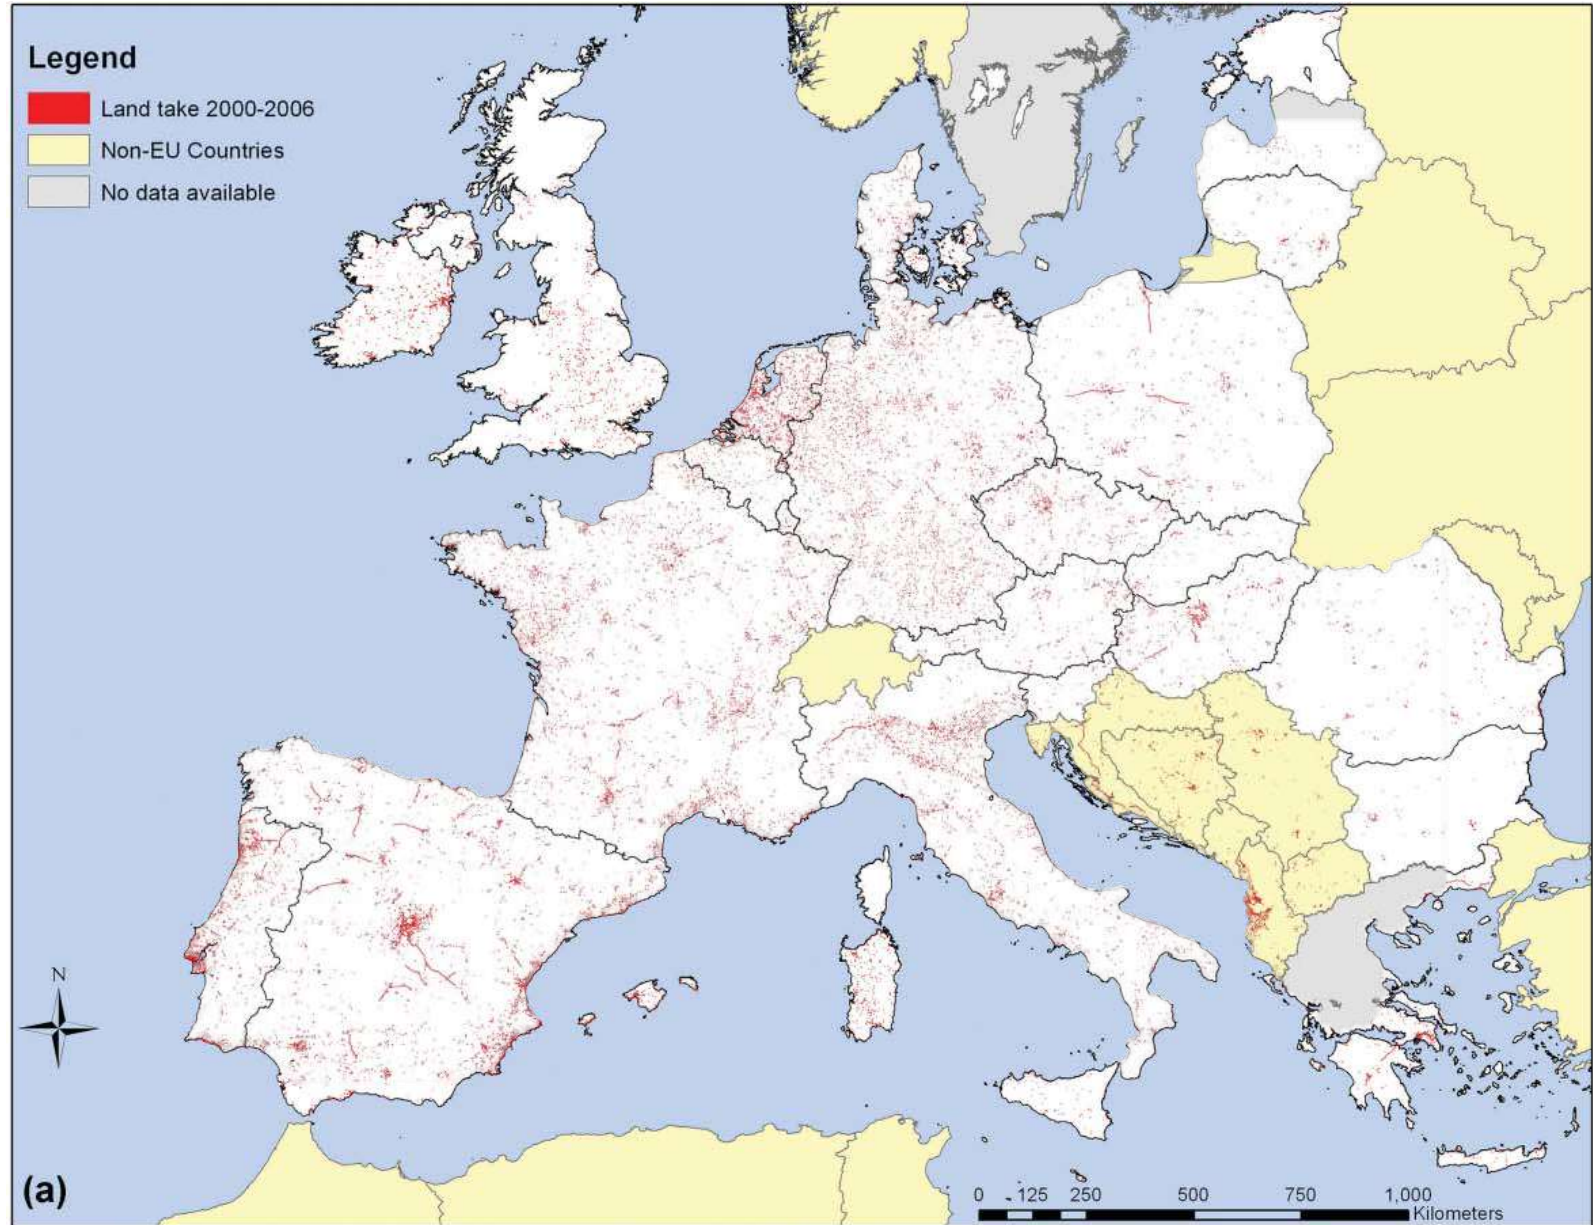 Legend
Land take 2000-2006
Non-EU Countries
No data available
N
(a)
0 125 250 500 750 1,000
Kilometers